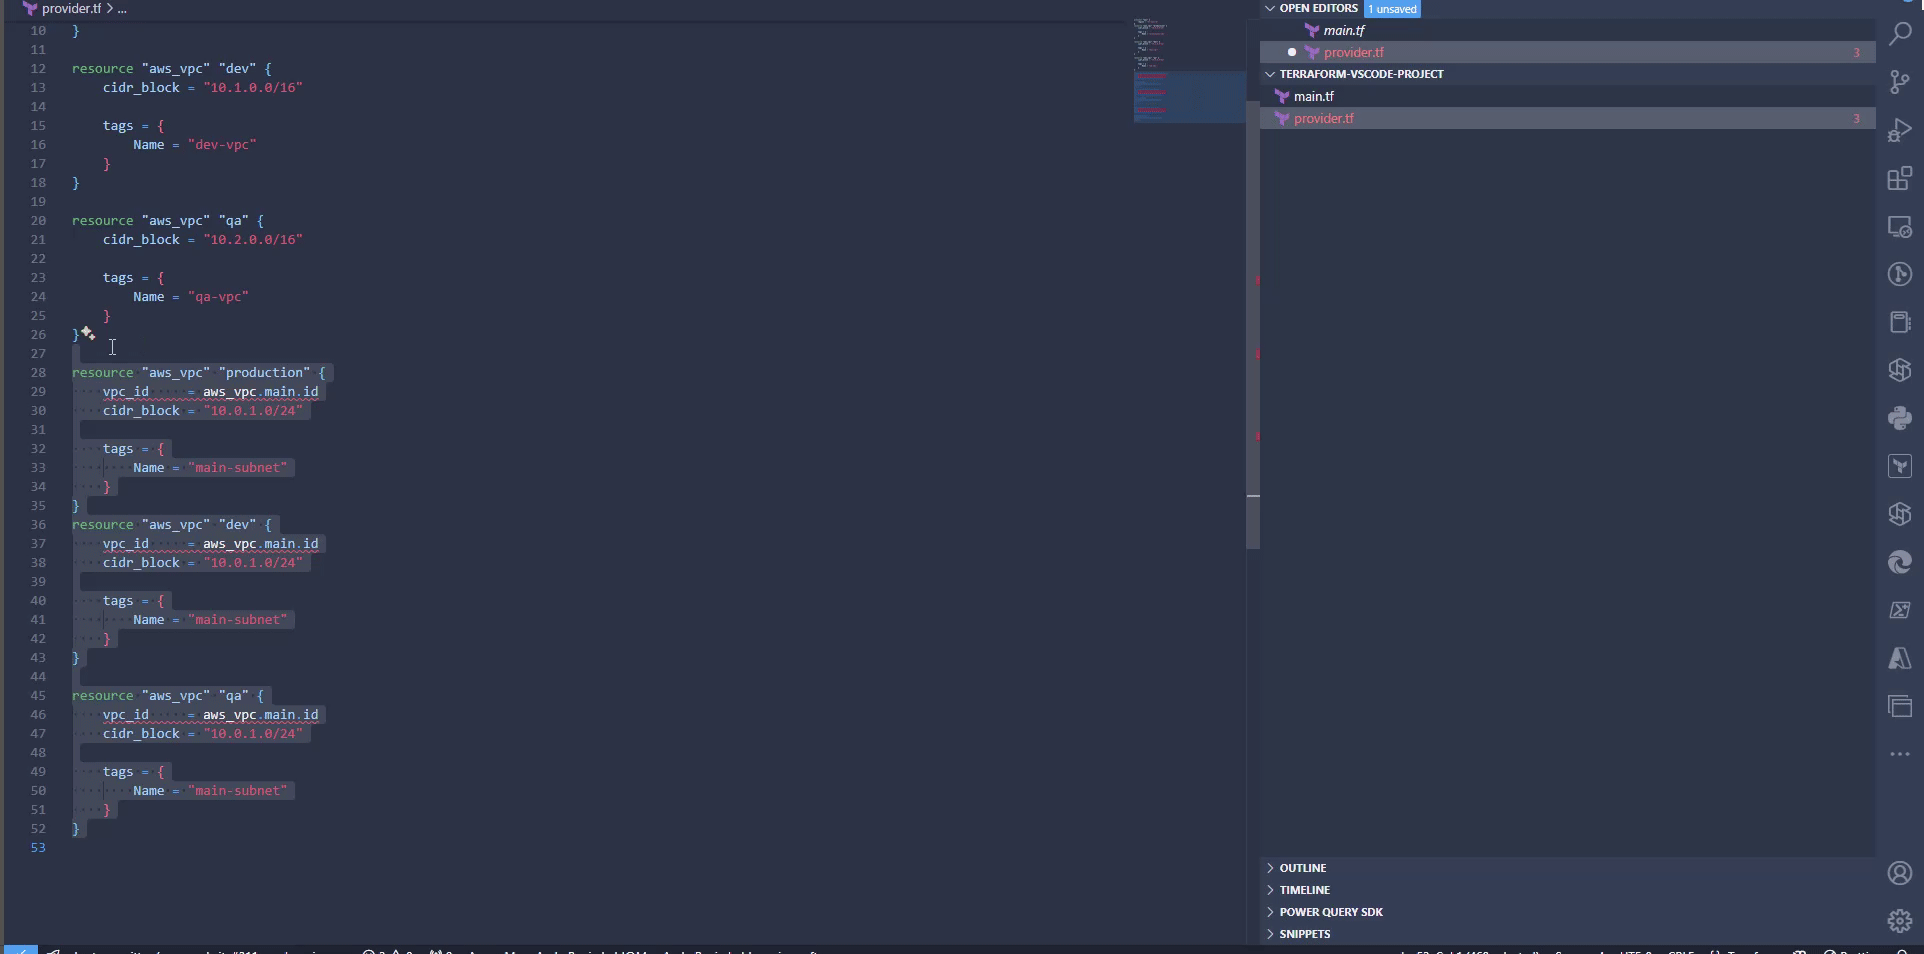 provider.tf > ...
10 }
11
12 resource "aws_vpc" "dev" {
13 cidr_block = "10.1.0.0/16"
14
15 tags = {
16 Name = "dev-vpc"
17 }
18 }
19
20 resource "aws_vpc" "qa" {
21 cidr_block = "10.2.0.0/16"
22
23 tags = {
24 Name = "qa-vpc"
25 }
26 }
27
28 resource "aws_vpc" "production" {
29 vpc_id = aws_vpc.main.id
30 cidr_block = "10.0.1.0/24"
31
32 tags = {
33 Name = "main-subnet"
34 }
35 }
36 resource "aws_vpc" "dev" {
37 vpc_id = aws_vpc.main.id
38 cidr_block = "10.0.1.0/24"
39
40 tags = {
41 Name = "main-subnet"
42 }
43 }
44
45 resource "aws_vpc" "qa" {
46 vpc_id = aws_vpc.main.id
47 cidr_block = "10.0.1.0/24"
48
49 tags = {
50 Name = "main-subnet"
51 }
52 }
53
OPEN EDITORS 1 unsaved
main.tf
provider.tf 3
TERRAFORM-VSCODE-PROJECT
main.tf
provider.tf 3
OUTLINE
TIMELINE
POWER QUERY SDK
SNIPPETS